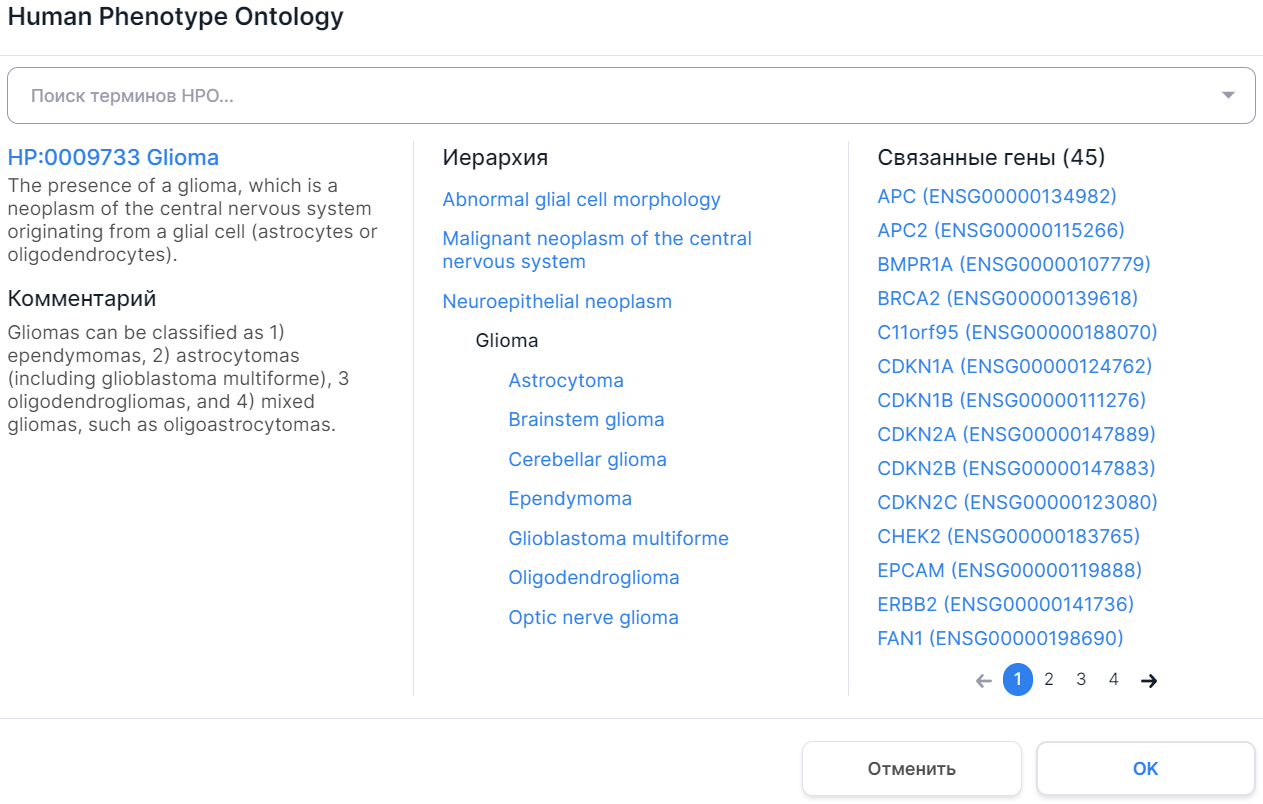 Human Phenotype Ontology
Поиск терминов HPO...
HP:0009733 Glioma
The presence of a glioma, which is a
neoplasm of the central nervous system
originating from a glial cell (astrocytes or
oligodendrocytes).
Комментарий
Gliomas can be classified as 1)
ependymomas, 2) astrocytomas
(including glioblastoma multiforme), 3
oligodendrogliomas, and 4) mixed
gliomas, such as oligoastrocytomas.
Иерархия
Abnormal glial cell morphology
Malignant neoplasm of the central
nervous system
Neuroepithelial neoplasm
Glioma
Astrocytoma
Brainstem glioma
Cerebellar glioma
Ependymoma
Glioblastoma multiforme
Oligodendroglioma
Optic nerve glioma
Связанные гены (45)
APC (ENSG00000134982)
APC2 (ENSG00000115266)
BMPR1A (ENSG00000107779)
BRCA2 (ENSG00000139618)
C11orf95 (ENSG00000188070)
CDKN1A (ENSG00000124762)
CDKN1B (ENSG00000111276)
CDKN2A (ENSG00000147889)
CDKN2B (ENSG00000147883)
CDKN2C (ENSG00000123080)
CHEK2 (ENSG00000183765)
EPCAM (ENSG00000119888)
ERBB2 (ENSG00000141736)
FAN1 (ENSG00000198690)
← 1 2 3 4 →
Отменить OK